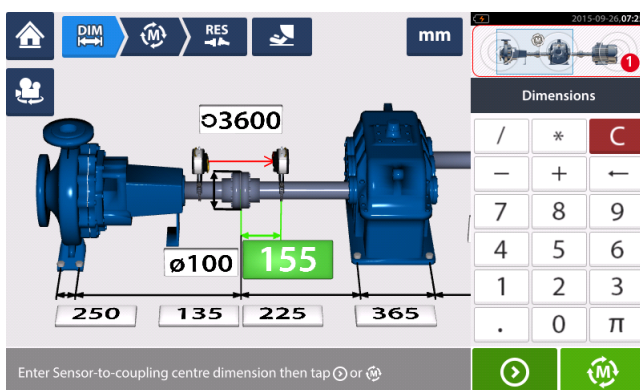 DIM
M
RES
mm
2015-09-26,07:2
1
Dimensions
3600
ø100
155
250
135
225
365
/ * C
− + ←
7 8 9
4 5 6
1 2 3
. 0 π
Enter Sensor-to-coupling centre dimension then tap or M
M